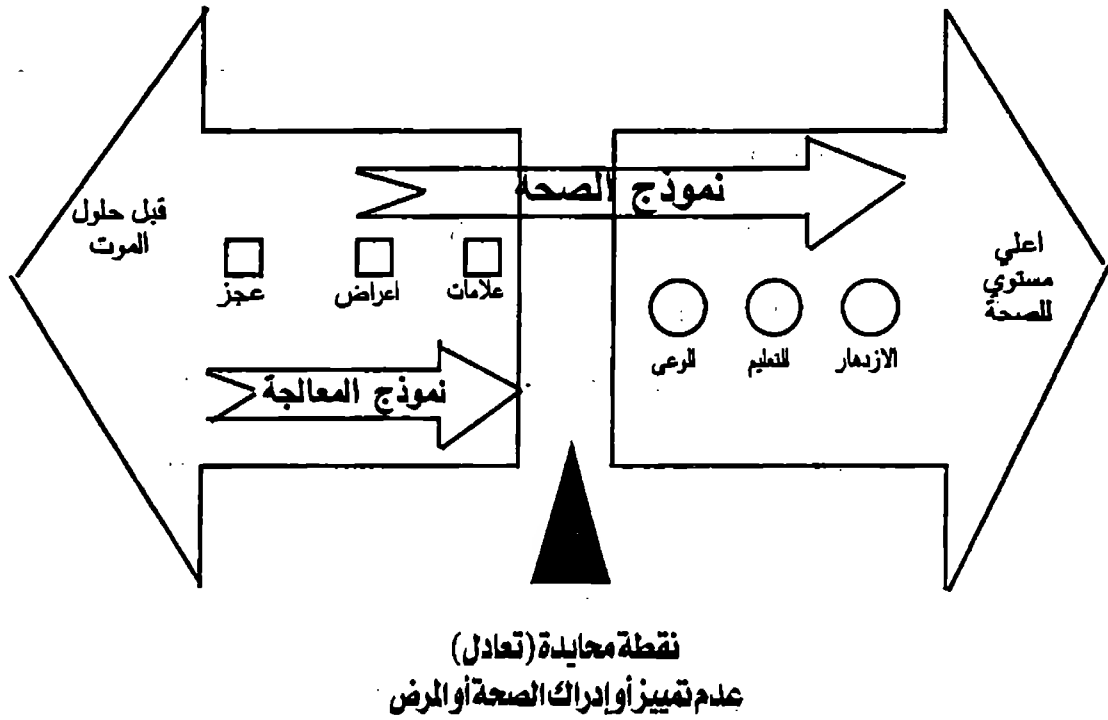 نموذج الصحة
قبل حلول
الموت
اعلي
مستوي
للصحة
علامات
اعراض
عجز
الازدهار
التعليم
الوعى
نموذج المعالجة
نقطة محايدة (تعادل)
عدم تمييز أو إدراك الصحة أو المرض